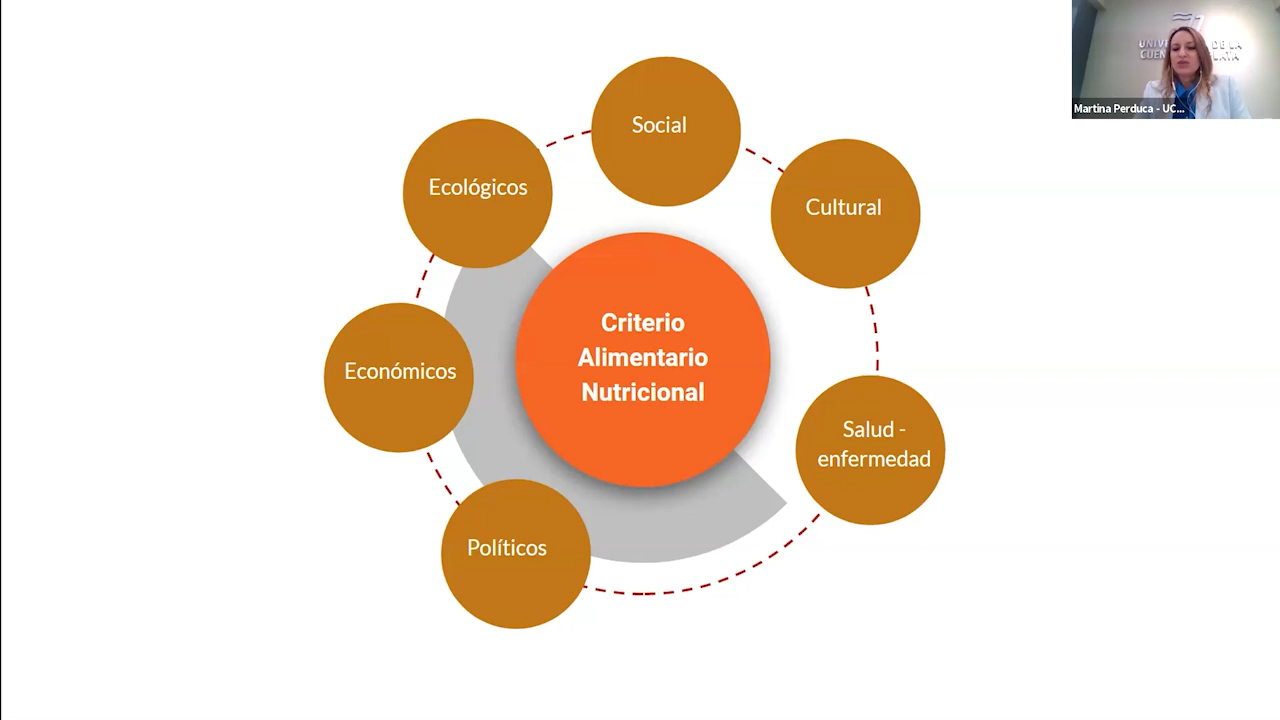 Social
Ecológicos
Cultural
Criterio
Alimentario
Nutricional
Económicos
Salud -
enfermedad
Políticos
Martina Perduca - UC...